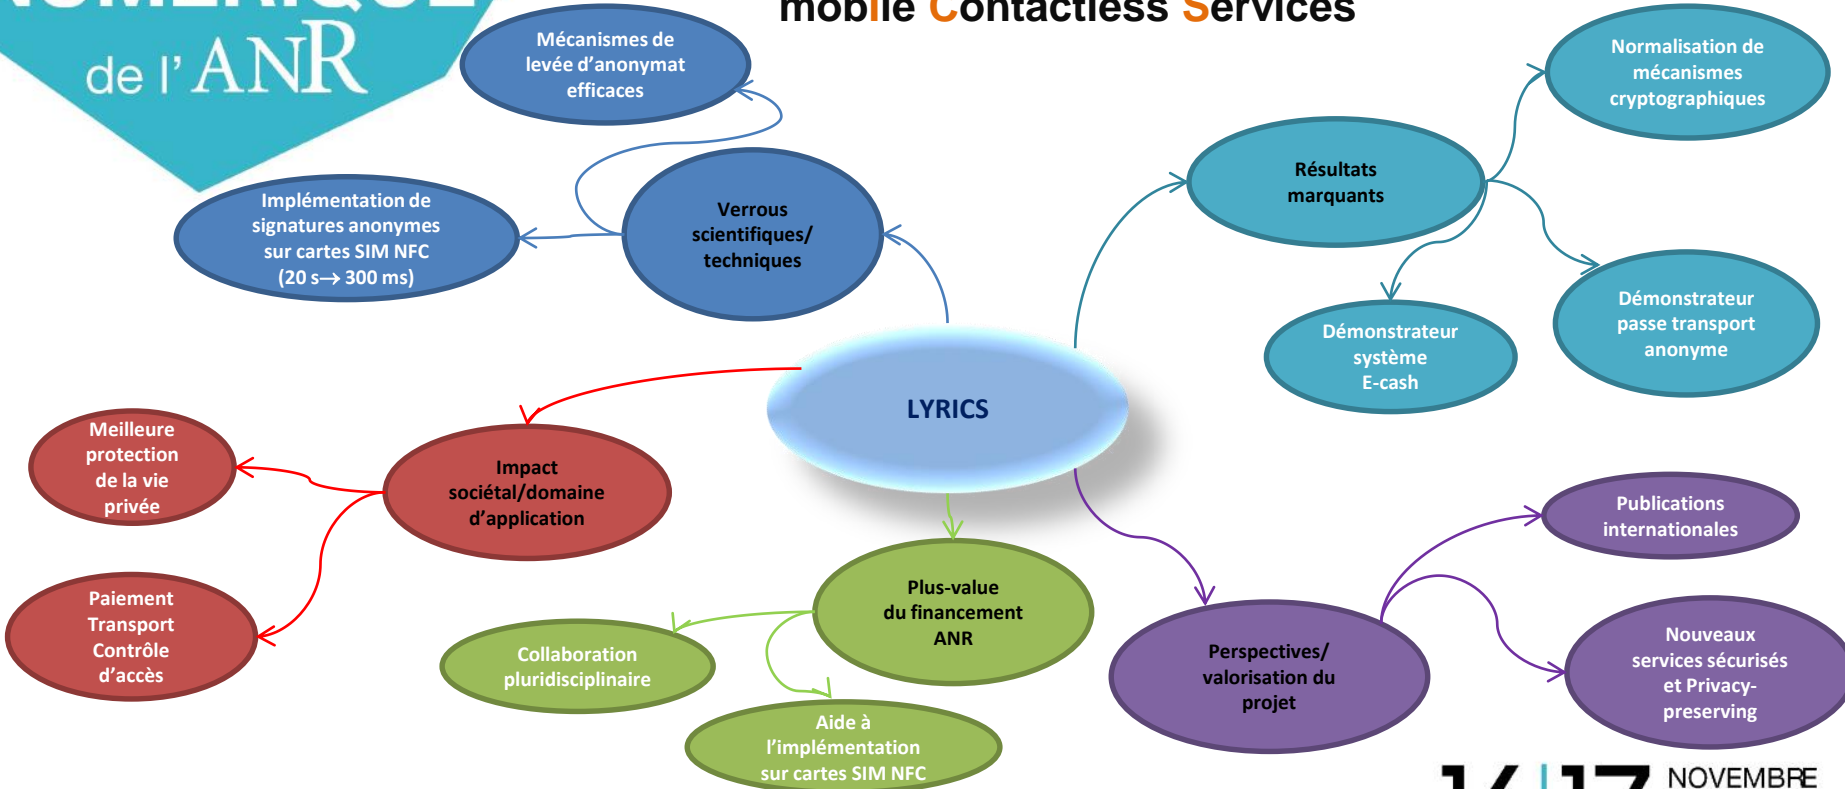 NUMÉRIQUE
de l'ANR
mobile Contactless Services
Mécanismes de
levée d'anonymat
efficaces
Normalisation de
mécanismes
cryptographiques
Implémentation de
signatures anonymes
sur cartes SIM NFC
(20 s→ 300 ms)
Verrous
scientifiques/
techniques
Résultats
marquants
Démonstrateur
système
E-cash
Démonstrateur
passe transport
anonyme
LYRICS
Meilleure
protection
de la vie
privée
Impact
sociétal/domaine
d'application
Paiement
Transport
Contrôle
d'accès
Plus-value
du financement
ANR
Collaboration
pluridisciplinaire
Aide à
l'implémentation
sur cartes SIM NFC
Perspectives/
valorisation du
projet
Publications
internationales
Nouveaux
services sécurisés
et Privacy-
preserving
16|17 NOVEMBRE